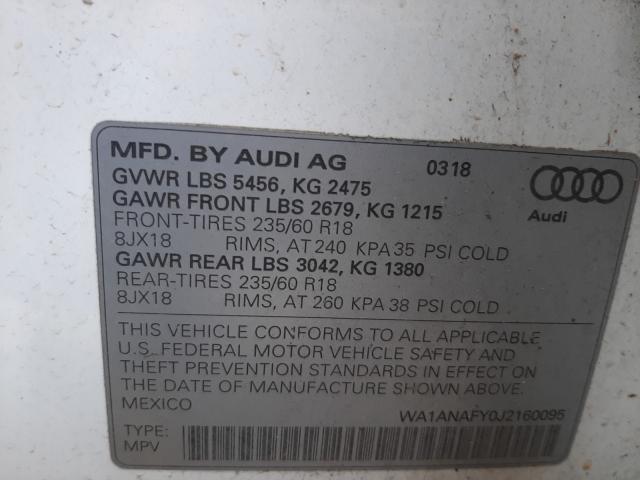 MFD. BY AUDI AG 0318
GVWR LBS 5456, KG 2475
GAWR FRONT LBS 2679, KG 1215
FRONT-TIRES 235/60 R18
8JX18 RIMS, AT 240 KPA 35 PSI COLD
GAWR REAR LBS 3042, KG 1380
REAR-TIRES 235/60 R18
8JX18 RIMS, AT 260 KPA 38 PSI COLD
Audi
THIS VEHICLE CONFORMS TO ALL APPLICABLE
U.S. FEDERAL MOTOR VEHICLE SAFETY AND
THEFT PREVENTION STANDARDS IN EFFECT ON
THE DATE OF MANUFACTURE SHOWN ABOVE.
MEXICO WA1ANAFY0J2160095
TYPE:
MPV